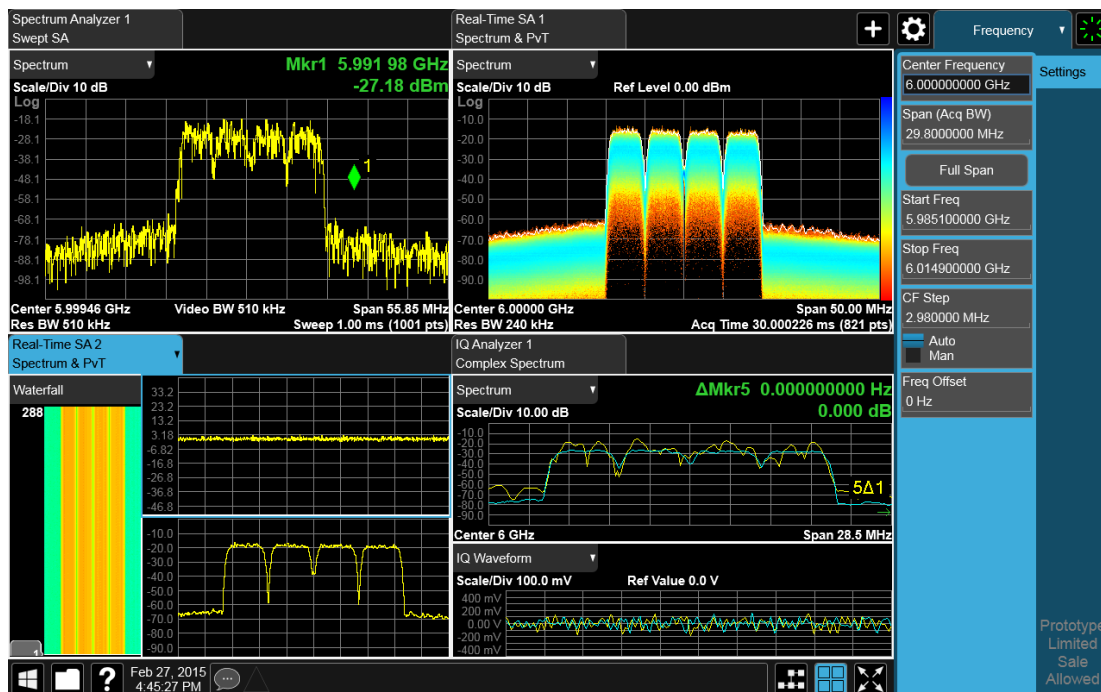 Spectrum Analyzer 1
Swept SA
Spectrum
Mkr1 5.991 98 GHz
-27.18 dBm
Scale/Div 10 dB
Log
-18.1
-28.1
-38.1
-48.1
-58.1
-68.1
-78.1
-88.1
-98.1
1
Center 5.99946 GHz
Video BW 510 kHz
Span 55.85 MHz
Res BW 510 kHz
Sweep 1.00 ms (1001 pts)
Real-Time SA 1
Spectrum & PvT
Spectrum
Scale/Div 10 dB
Ref Level 0.00 dBm
Log
-10.0
-20.0
-30.0
-40.0
-50.0
-60.0
-70.0
-80.0
-90.0
Center 6.00000 GHz
Span 50.00 MHz
Res BW 240 kHz
Acq Time 30.000226 ms (821 pts)
Real-Time SA 2
Spectrum & PvT
Waterfall
288
1
33.2
23.2
13.2
3.18
-6.82
-16.8
-26.8
-36.8
-46.8
-10.0
-20.0
-30.0
-40.0
-50.0
-60.0
-70.0
-80.0
-90.0
IQ Analyzer 1
Complex Spectrum
Spectrum
ΔMkr5 0.000000000 Hz
0.000 dB
Scale/Div 10.00 dB
-10.0
-20.0
-30.0
-40.0
-50.0
-60.0
-70.0
-80.0
-90.0
5Δ1
Center 6 GHz
Span 28.5 MHz
IQ Waveform
Scale/Div 100.0 mV
Ref Value 0.0 V
400 mV
200 mV
0.00 V
-200 mV
-400 mV
Frequency
Settings
Center Frequency
6.000000000 GHz
Span (Acq BW)
29.8000000 MHz
Full Span
Start Freq
5.985100000 GHz
Stop Freq
6.014900000 GHz
CF Step
2.980000 MHz
Auto
Man
Freq Offset
0 Hz
Prototype
Limited
Sale
Allowed
?
Feb 27, 2015
4:45:27 PM